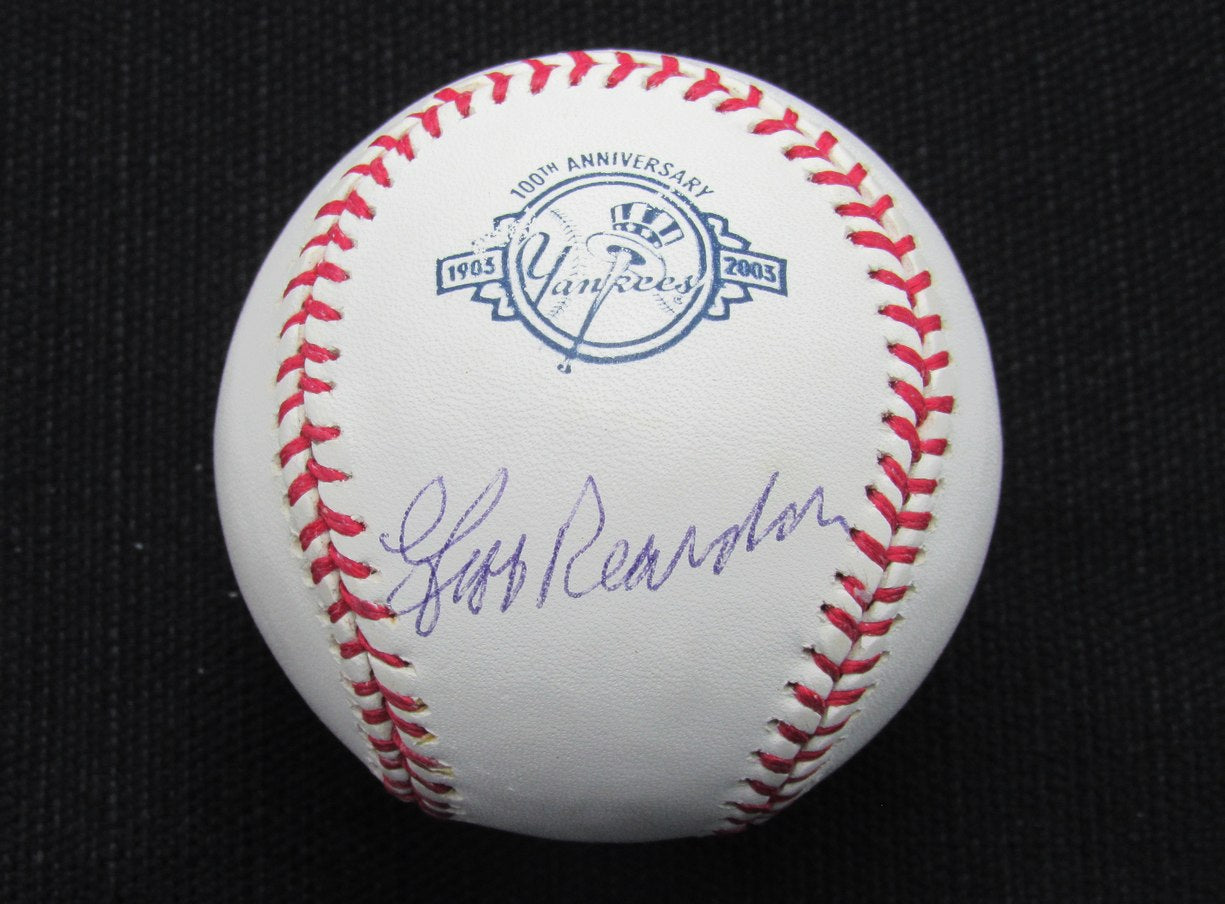 100TH ANNIVERSARY
1903 Yankees 2003
Reardon